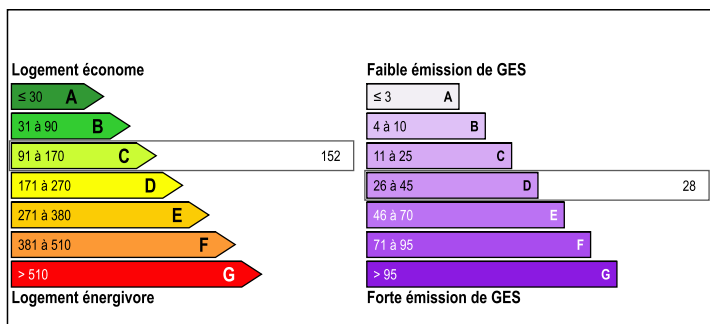 Logement économe
≤ 30 A
31 à 90 B
91 à 170 C 152
171 à 270 D
271 à 380 E
381 à 510 F
> 510 G
Logement énergivore
Faible émission de GES
≤ 3 A
4 à 10 B
11 à 25 C
26 à 45 D 28
46 à 70 E
71 à 95 F
> 95 G
Forte émission de GES